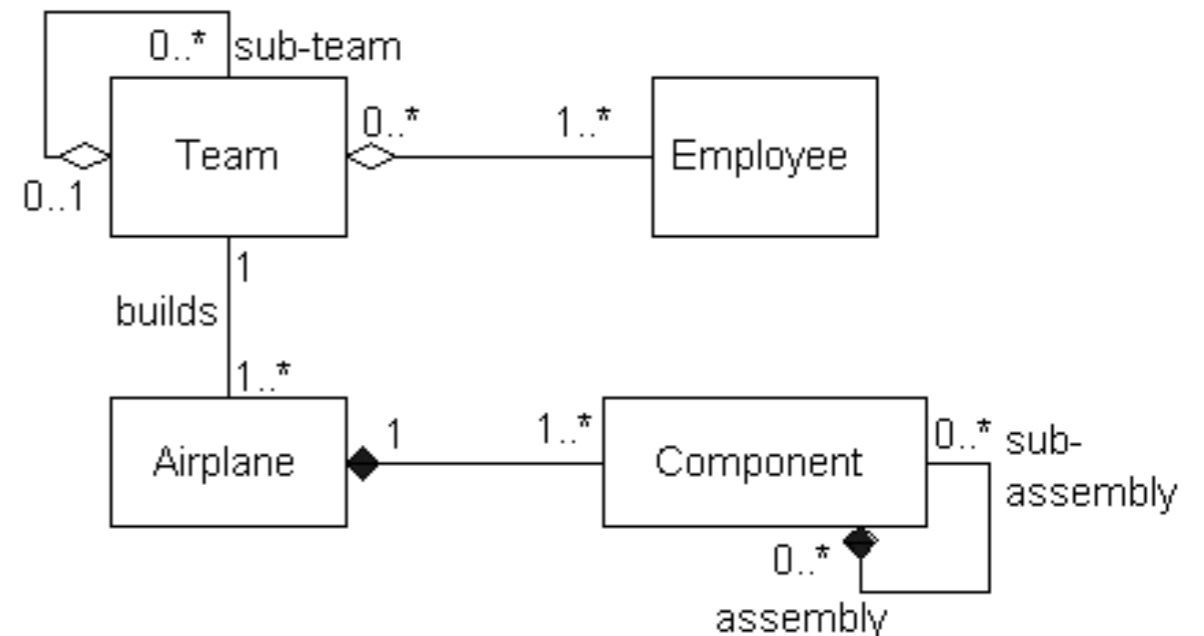 0..* sub-team
Team
0..* 1..*
Employee
0..1
1
builds
1..*
Airplane
1 1..*
Component
0..* sub-
assembly
0..*
assembly